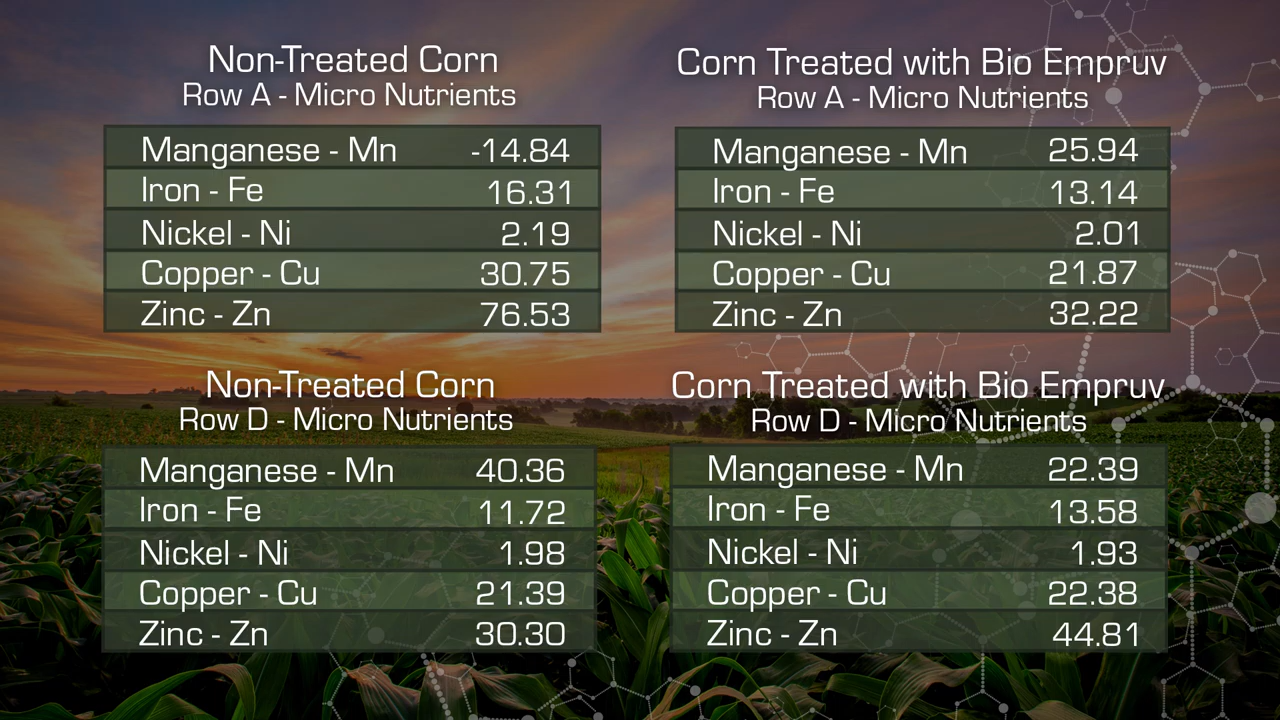 Non-Treated Corn
Row A - Micro Nutrients
Manganese - Mn -14.84
Iron - Fe 16.31
Nickel - Ni 2.19
Copper - Cu 30.75
Zinc - Zn 76.53
Corn Treated with Bio Empruv
Row A - Micro Nutrients
Manganese - Mn 25.94
Iron - Fe 13.14
Nickel - Ni 2.01
Copper - Cu 21.87
Zinc - Zn 32.22
Non-Treated Corn
Row D - Micro Nutrients
Manganese - Mn 40.36
Iron - Fe 11.72
Nickel - Ni 1.98
Copper - Cu 21.39
Zinc - Zn 30.30
Corn Treated with Bio Empruv
Row D - Micro Nutrients
Manganese - Mn 22.39
Iron - Fe 13.58
Nickel - Ni 1.93
Copper - Cu 22.38
Zinc - Zn 44.81